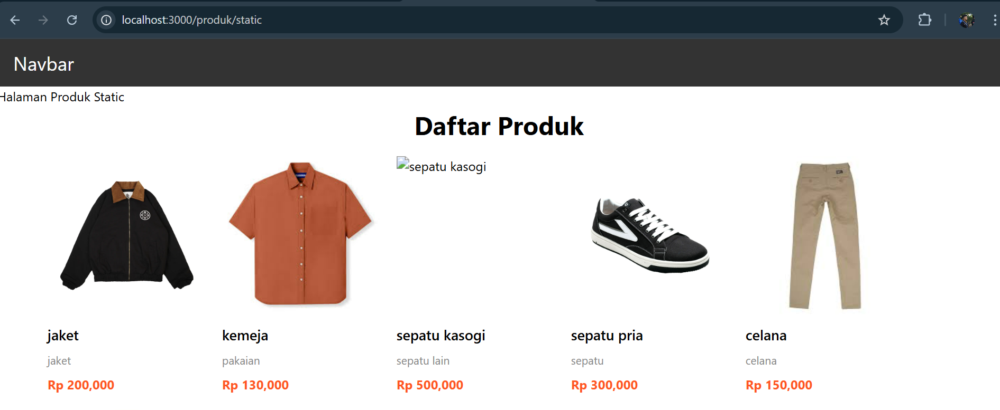 localhost:3000/produk/static
Navbar
Halaman Produk Static
Daftar Produk
sepatu kasogi
jaket
jaket
Rp 200,000
kemeja
pakaian
Rp 130,000
sepatu kasogi
sepatu lain
Rp 500,000
sepatu pria
sepatu
Rp 300,000
celana
celana
Rp 150,000